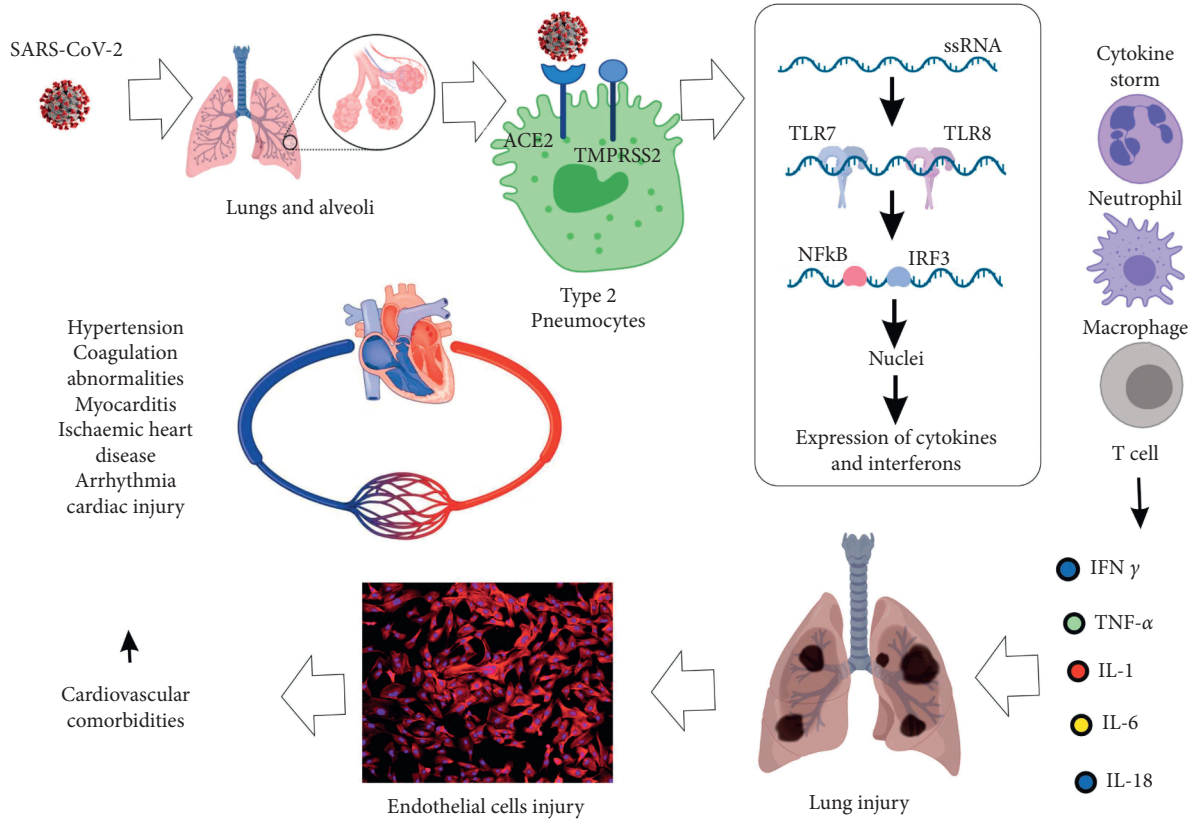 SARS-CoV-2
Lungs and alveoli
ACE2
TMPRSS2
Type 2
Pneumocytes
ssRNA
TLR7
TLR8
NFkB
IRF3
Nuclei
Expression of cytokines
and interferons
Cytokine
storm
Neutrophil
Macrophage
T cell
IFN γ
TNF-α
IL-1
IL-6
IL-18
Lung injury
Endothelial cells injury
Cardiovascular
comorbidities
Hypertension
Coagulation
abnormalities
Myocarditis
Ischaemic heart
disease
Arrhythmia
cardiac injury